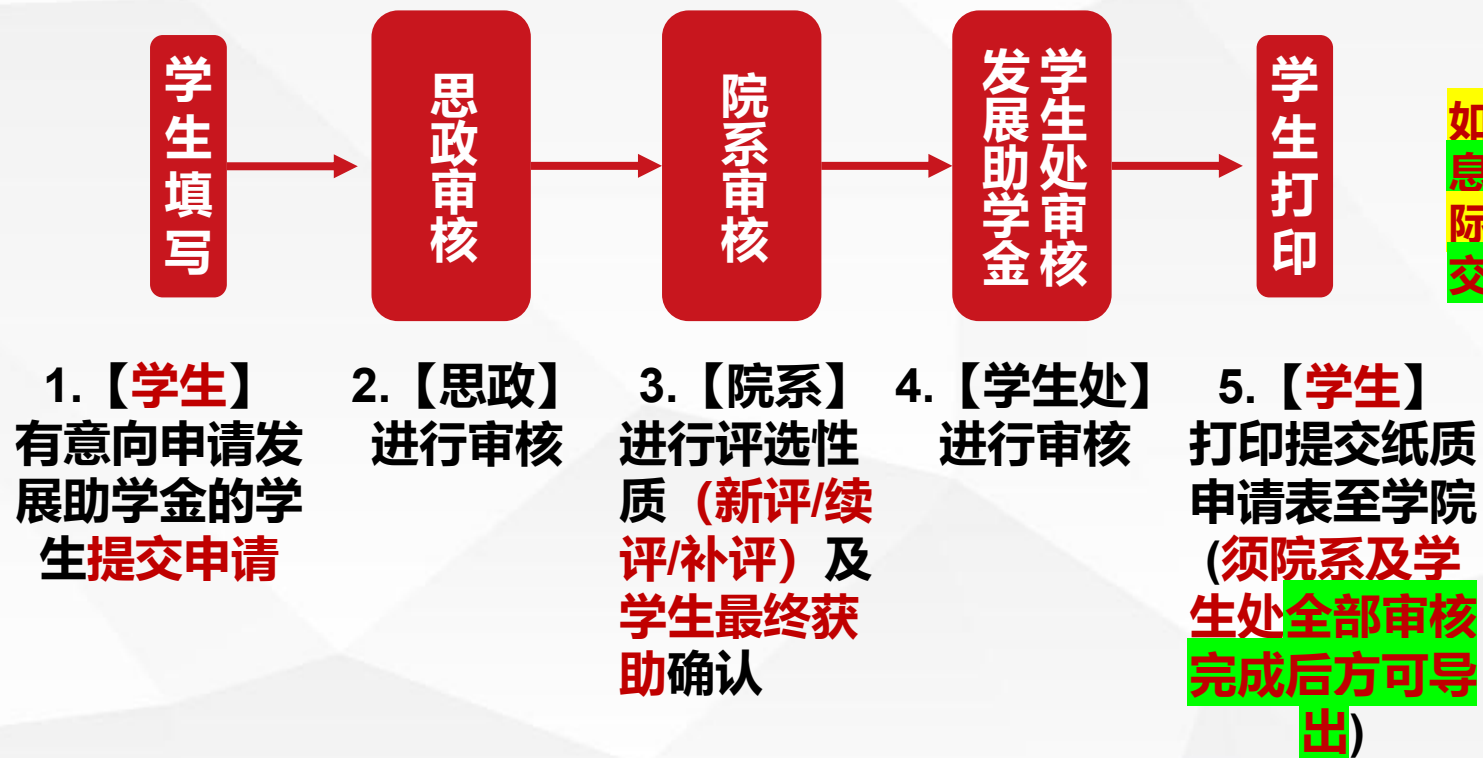 学生填写
思政审核
院系审核
学生处审核
发展助学金
学生打印
如
息
际
交
1.【学生】
有意向申请发
展助学金的学
生提交申请
2.【思政】
进行审核
3.【院系】
进行评选性
质（新评/续
评/补评）及
学生最终获
助确认
4.【学生处】
进行审核
5.【学生】
打印提交纸质
申请表至学院
(须院系及学
生处全部审核
完成后方可导
出)